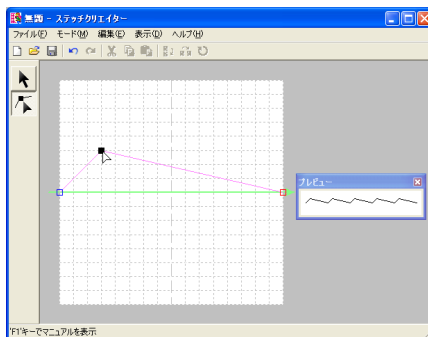 無題 - ステッチクリエイター
ファイル(F) モード(M) 編集(E) 表示(D) ヘルプ(H)
プレビュー
'F1'キーでマニュアルを表示